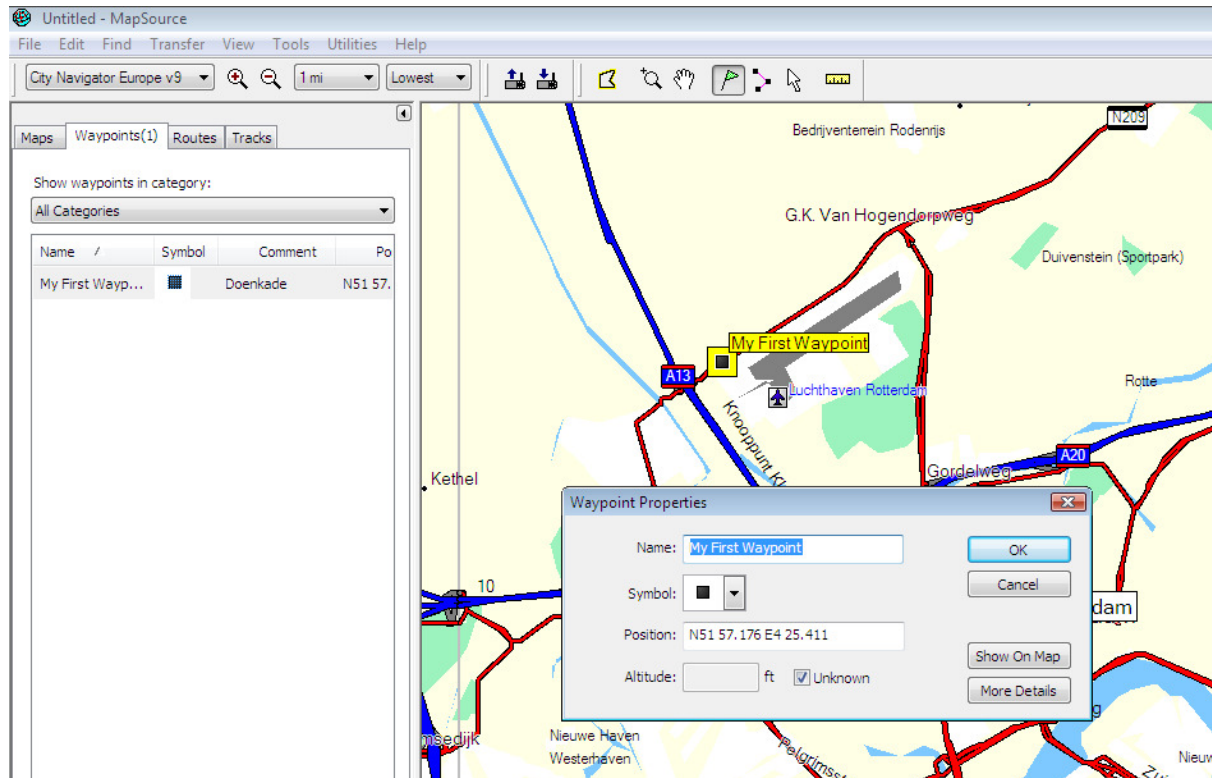 Untitled - MapSource
File Edit Find Transfer View Tools Utilities Help
City Navigator Europe v9 1 mi Lowest
Maps Waypoints(1) Routes Tracks
Show waypoints in category:
All Categories
Name / Symbol Comment Po
My First Wayp... Doenkade N51 57.
N209
Bedrijventerrein Rodenrijs
G.K. Van Hogendorpweg
Duivenstein (Sportpark)
My First Waypoint
A13
Luchthaven Rotterdam
Rotte
Knooppunt Kl
A20
Gordelweg
Kethel
10
dam
Waypoint Properties
Name: My First Waypoint
OK
Symbol:
Cancel
Position: N51 57.176 E4 25.411
Show On Map
Altitude: ft Unknown
More Details
g
msedijk
Nieuwe Haven
Westerhaven
Pelgrimss
Nieuw